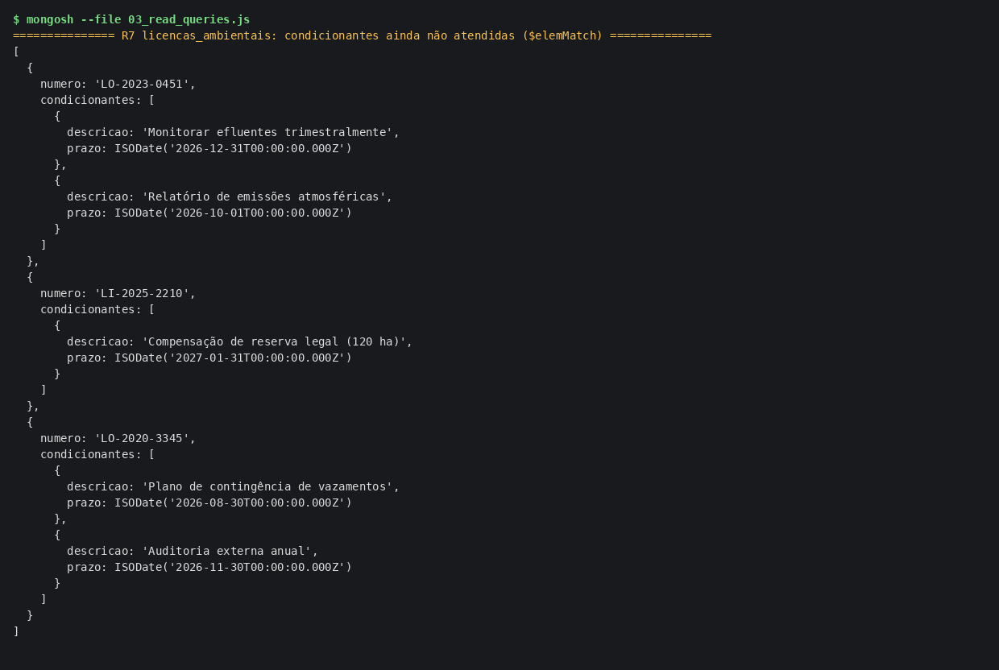 $ mongosh --file 03_read_queries.js
=============== R7 licencas_ambientais: condicionantes ainda não atendidas ($elemMatch) ===============
[
  {
    numero: 'LO-2023-0451',
    condicionantes: [
      {
        descricao: 'Monitorar efluentes trimestralmente',
        prazo: ISODate('2026-12-31T00:00:00.000Z')
      },
      {
        descricao: 'Relatório de emissões atmosféricas',
        prazo: ISODate('2026-10-01T00:00:00.000Z')
      }
    ]
  },
  {
    numero: 'LI-2025-2210',
    condicionantes: [
      {
        descricao: 'Compensação de reserva legal (120 ha)',
        prazo: ISODate('2027-01-31T00:00:00.000Z')
      }
    ]
  },
  {
    numero: 'LO-2020-3345',
    condicionantes: [
      {
        descricao: 'Plano de contingência de vazamentos',
        prazo: ISODate('2026-08-30T00:00:00.000Z')
      },
      {
        descricao: 'Auditoria externa anual',
        prazo: ISODate('2026-11-30T00:00:00.000Z')
      }
    ]
  }
]